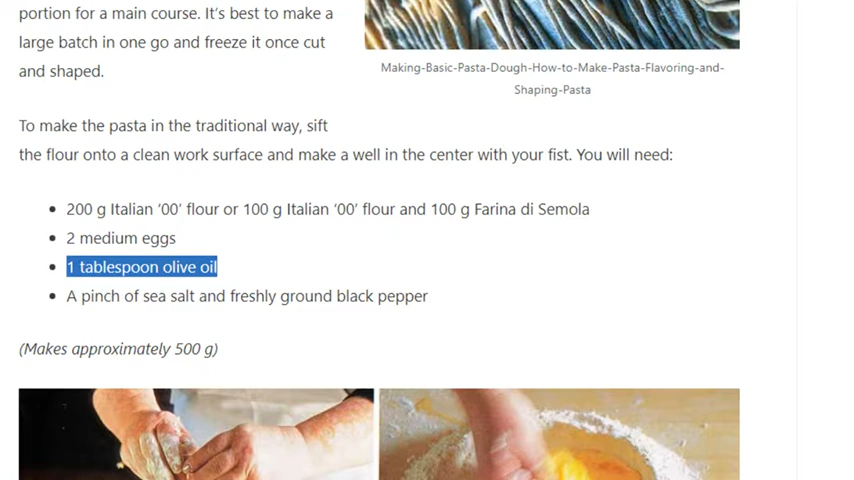 portion for a main course. It’s best to make a
large batch in one go and freeze it once cut
and shaped.
Making-Basic-Pasta-Dough-How-to-Make-Pasta-Flavoring-and-
Shaping-Pasta
To make the pasta in the traditional way, sift
the flour onto a clean work surface and make a well in the center with your fist. You will need:
200 g Italian ‘00’ flour or 100 g Italian ‘00’ flour and 100 g Farina di Semola
2 medium eggs
1 tablespoon olive oil
A pinch of sea salt and freshly ground black pepper
(Makes approximately 500 g)